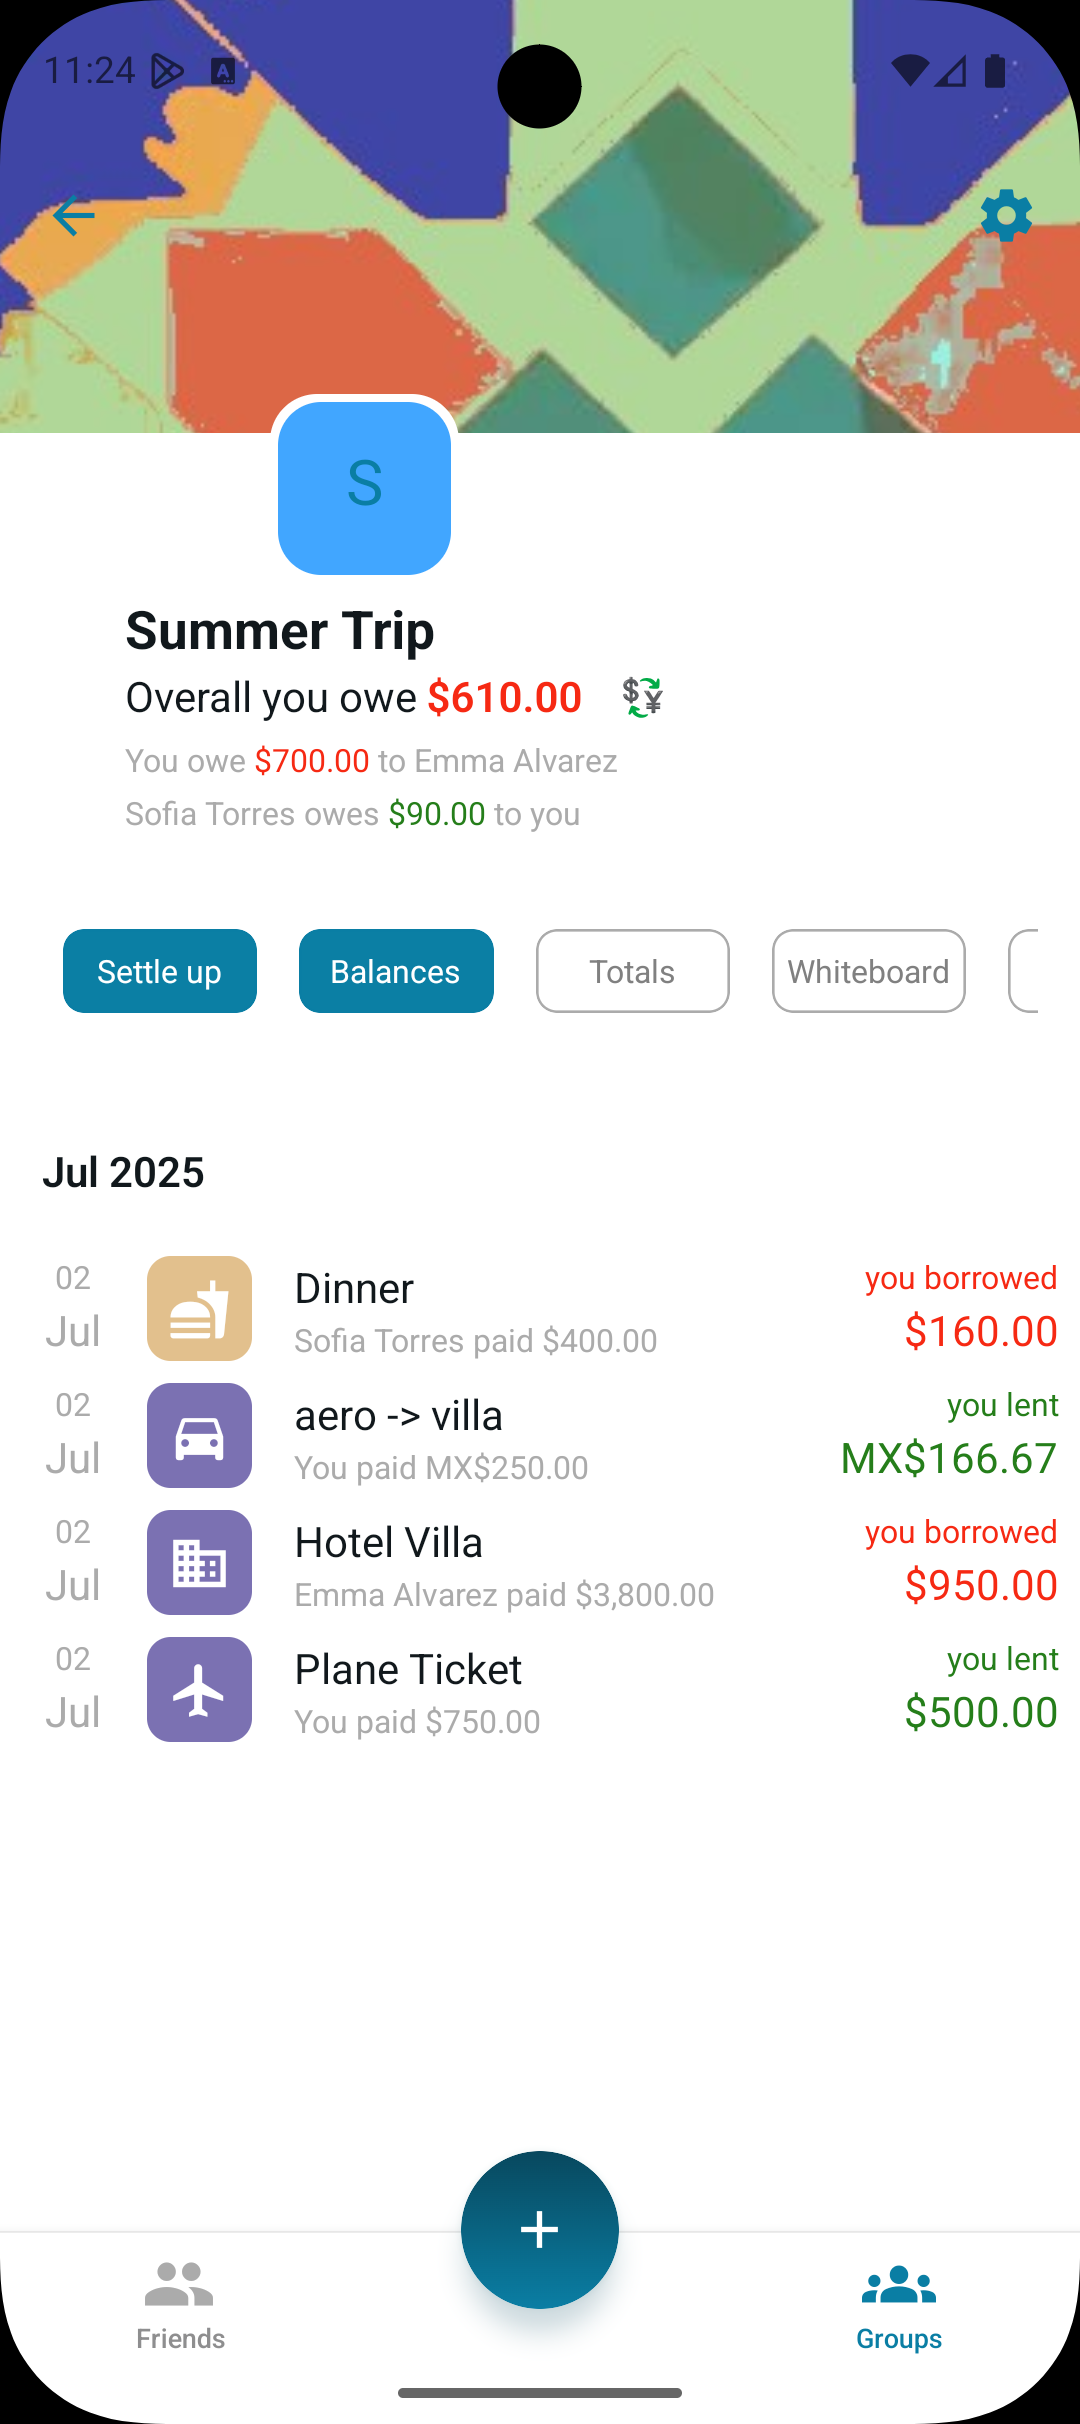 11:24
S
Summer Trip
Overall you owe $610.00
You owe $700.00 to Emma Alvarez
Sofia Torres owes $90.00 to you
Settle up
Balances
Totals
Whiteboard
Jul 2025
02
Jul
Dinner
Sofia Torres paid $400.00
you borrowed
$160.00
02
Jul
aero -> villa
You paid MX$250.00
you lent
MX$166.67
02
Jul
Hotel Villa
Emma Alvarez paid $3,800.00
you borrowed
$950.00
02
Jul
Plane Ticket
You paid $750.00
you lent
$500.00
Friends
Groups